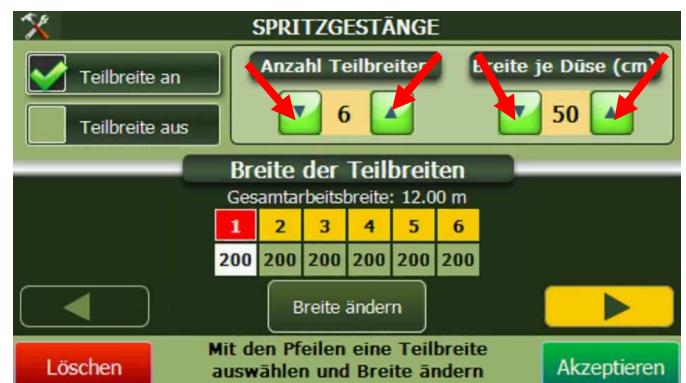 SPRITZGESTÄNGE
Teilbreite an
Teilbreite aus
Anzahl Teilbreiten
6
Breite je Düse (cm)
50
Breite der Teilbreiten
Gesamtarbeitsbreite: 12.00 m
1 2 3 4 5 6
200 200 200 200 200 200
Breite ändern
Löschen
Mit den Pfeilen eine Teilbreite
auswählen und Breite ändern
Akzeptieren